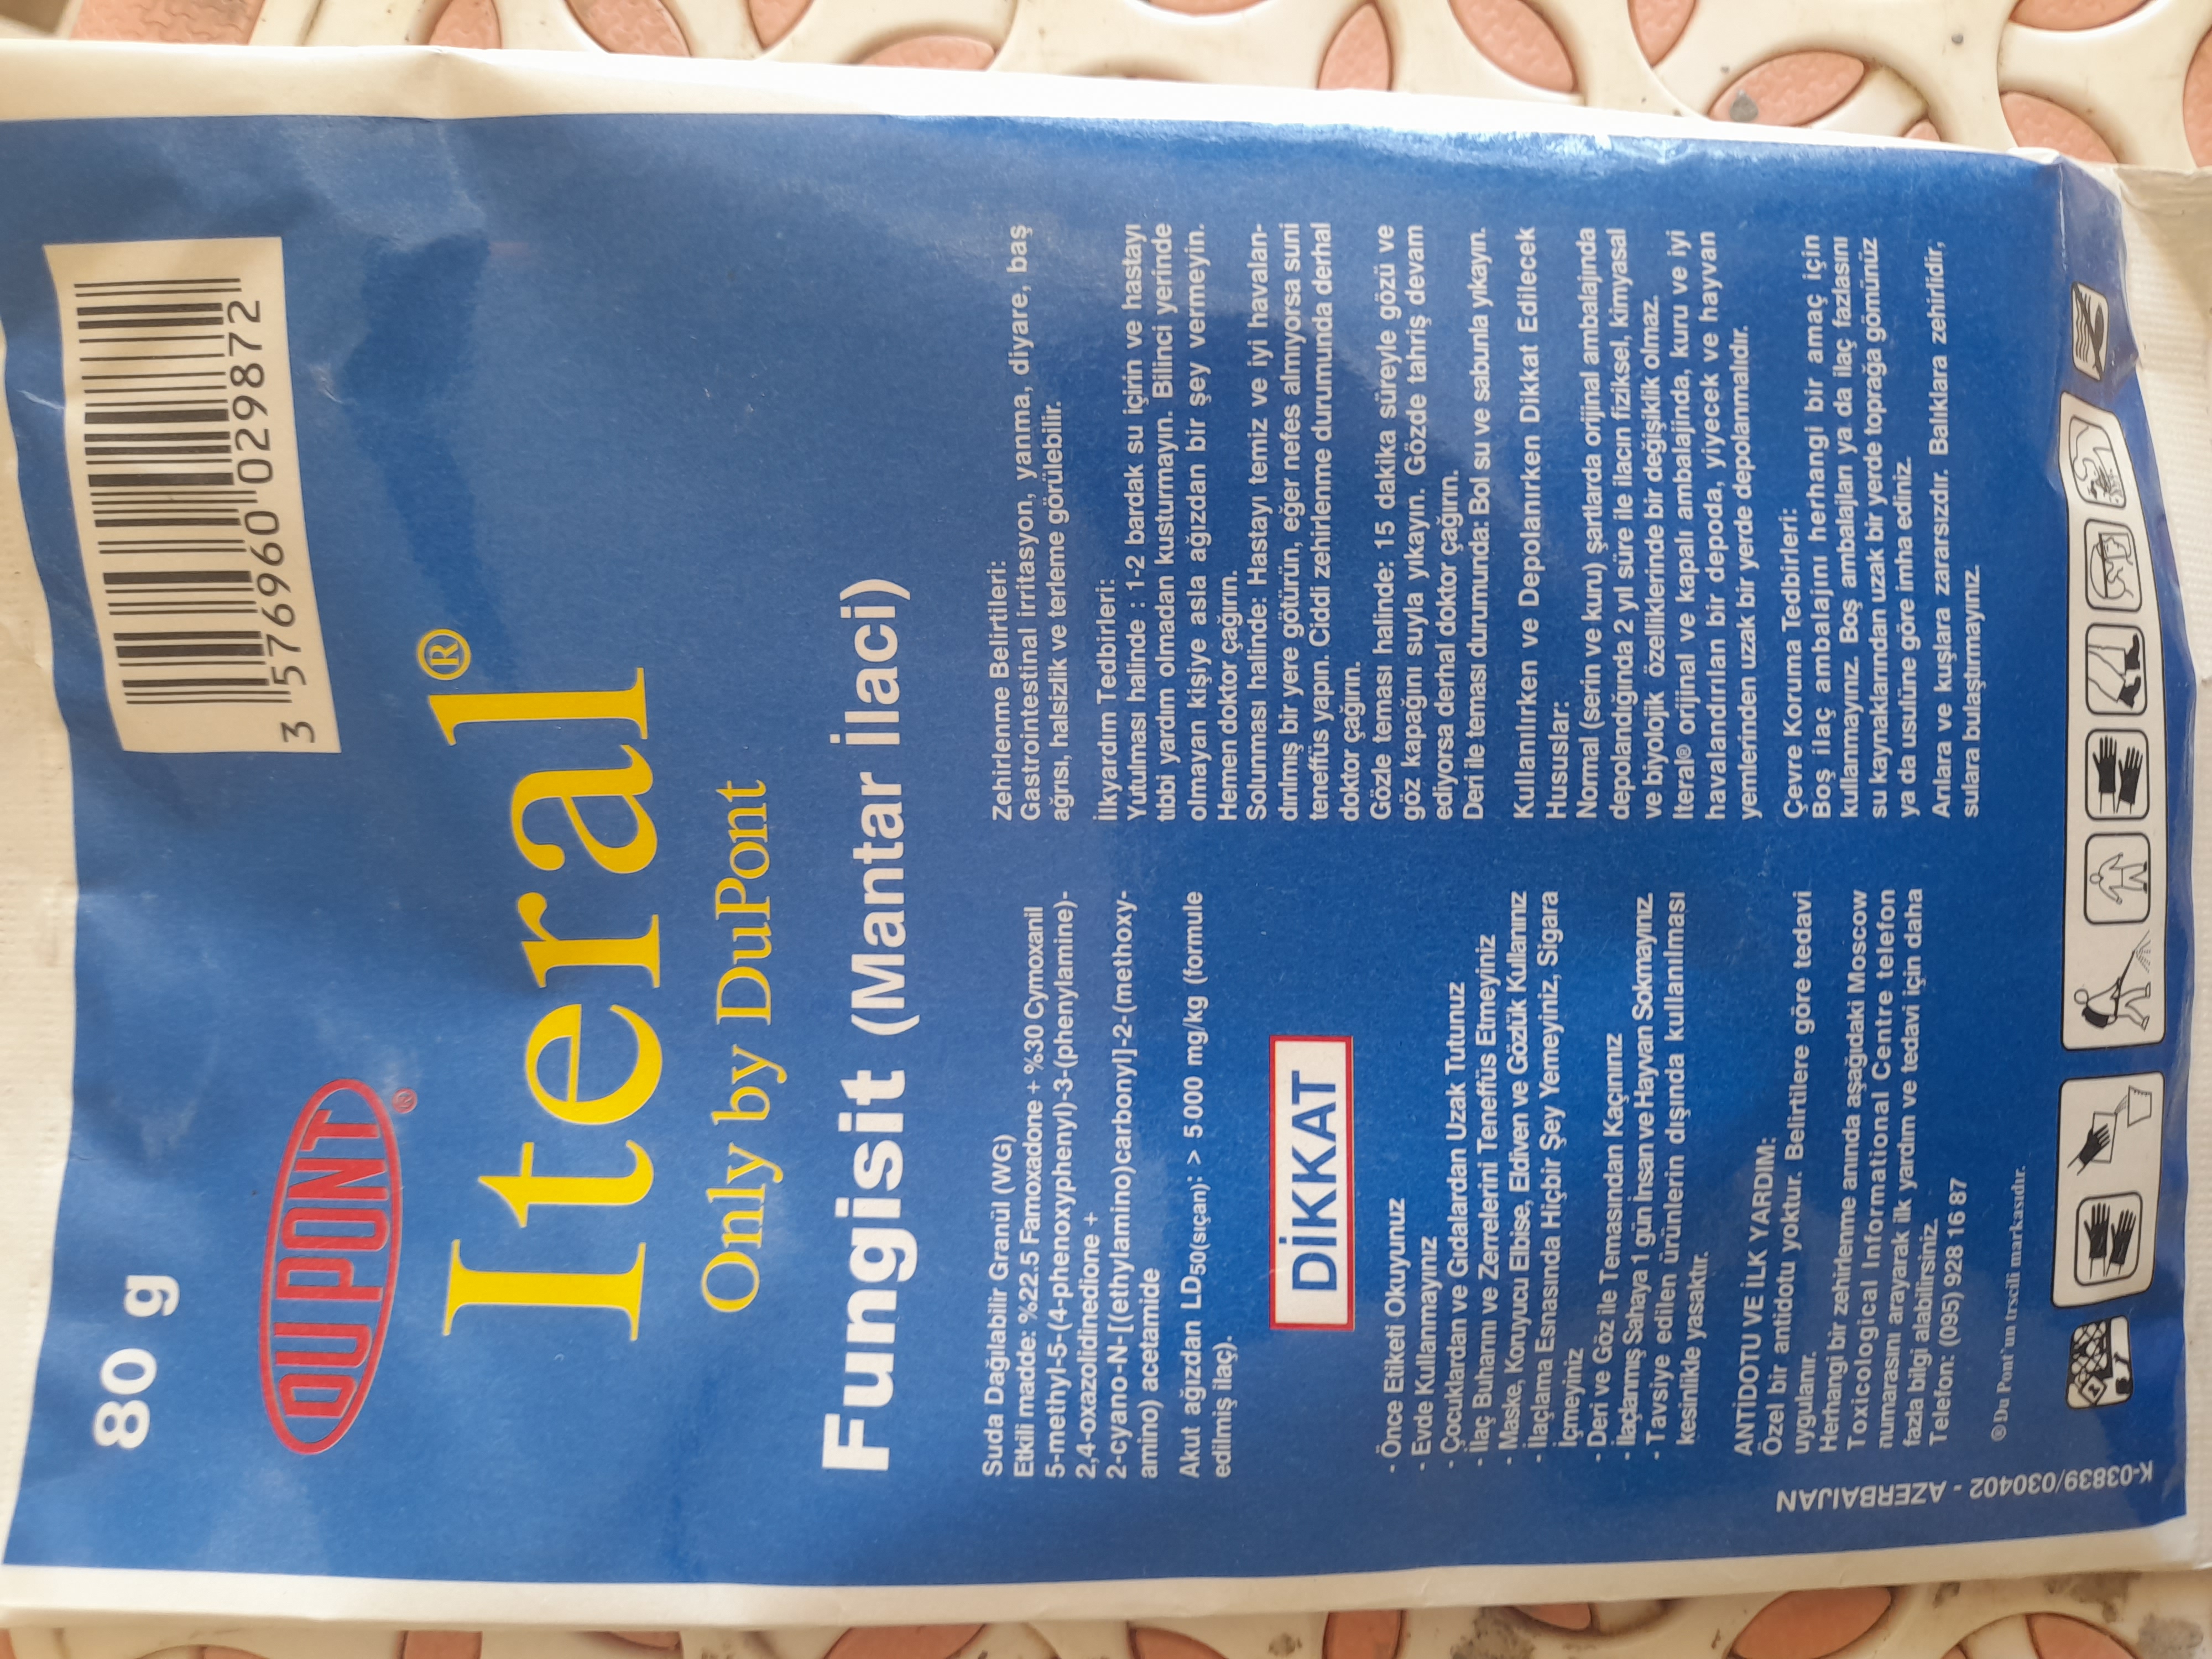 80 g
3 576960 029872
DU PONT®
Iteral®
Only by DuPont
Fungisit (Mantar İlaci)
Suda Dağılabilir Granül (WG)
Etkili madde: %22.5 Famoxadone + %30 Cymoxanil
5-methyl-5-(4-phenoxyphenyl)-3-(phenylamine)-
2,4-oxazolidinedione +
2-cyano-N-[(ethylamino)carbonyl]-2-(methoxy-
amino) acetamide
Akut ağızdan LD50(sıçan): > 5 000 mg/kg (formule
edilmiş ilaç).
DİKKAT
- Önce Etiketi Okuyunuz
- Evde Kullanmayınız
- Çocuklardan ve Gıdalardan Uzak Tutunuz
- İlaç Buharını ve Zerrelerini Teneffüs Etmeyiniz
- Maske, Koruyucu Elbise, Eldiven ve Gözlük Kullanınız
- İlaçlama Esnasında Hiçbir Şey Yemeyiniz, Sigara
İçmeyiniz
- Deri ve Göz ile Temasından Kaçınınız
- İlaçlanmış Sahaya 1 gün İnsan ve Hayvan Sokmayınız
- Tavsiye edilen ürünlerin dışında kullanılması
kesinlikle yasaktır.
ANTİDOTU VE İLK YARDIM:
Özel bir antidotu yoktur. Belirtilere göre tedavi
uygulanır.
Herhangi bir zehirlenme anında aşağıdaki Moscow
Toxicological Informational Centre telefon
numarasını arayarak ilk yardım ve tedavi için daha
fazla bilgi alabilirsiniz
Telefon: (095) 928 16 87
® Du Pont'un trscili markasıdır.
Zehirlenme Belirtileri:
Gastrointestinal irritasyon, yanma, diyare, baş
ağrısı, halsizlik ve terleme görülebilir.
İlkyardım Tedbirleri:
Yutulması halinde : 1-2 bardak su içirin ve hastayı
tıbbi yardım olmadan kusturmayın. Bilinci yerinde
olmayan kişiye asla ağızdan bir şey vermeyin.
Hemen doktor çağırın.
Solunması halinde: Hastayı temiz ve iyi havalan-
dırılmış bir yere götürün, eğer nefes almıyorsa suni
teneffüs yapın. Ciddi zehirlenme durumunda derhal
doktor çağırın.
Gözle teması halinde: 15 dakika süreyle gözü ve
göz kapağını suyla yıkayın. Gözde tahriş devam
ediyorsa derhal doktor çağırın.
Deri ile teması durumunda: Bol su ve sabunla yıkayın.
Kullanılırken ve Depolanırken Dikkat Edilecek
Hususlar:
Normal (serin ve kuru) şartlarda orijinal ambalajında
depolandığında 2 yıl süre ile ilacın fiziksel, kimyasal
ve biyolojik özelliklerinde bir değişiklik olmaz.
Iteral® orijinal ve kapalı ambalajında, kuru ve iyi
havalandırılan bir depoda, yiyecek ve hayvan
yemlerinden uzak bir yerde depolanmalıdır.
Çevre Koruma Tedbirleri:
Boş ilaç ambalajını herhangi bir amaç için
kullanmayınız. Boş ambalajları ya da ilaç fazlasını
su kaynaklarından uzak bir yerde toprağa gömünüz
ya da usulüne göre imha ediniz.
Arılara ve kuşlara zararsızdır. Balıklara zehirlidir,
sulara bulaştırmayınız.
K-03839/030402 - AZERBAIJAN